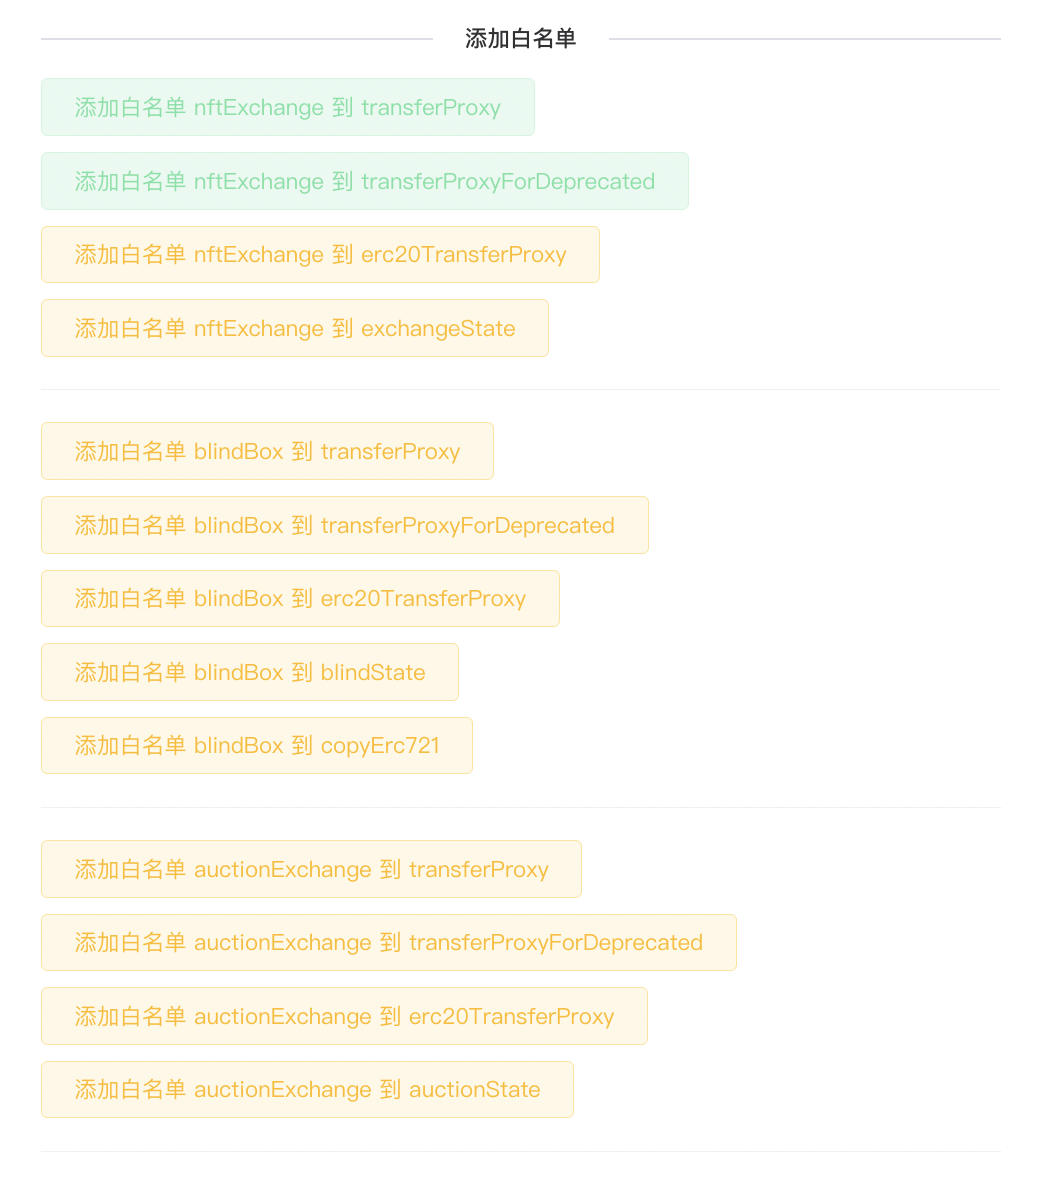 添加白名单
添加白名单 nftExchange 到 transferProxy
添加白名单 nftExchange 到 transferProxyForDeprecated
添加白名单 nftExchange 到 erc20TransferProxy
添加白名单 nftExchange 到 exchangeState
添加白名单 blindBox 到 transferProxy
添加白名单 blindBox 到 transferProxyForDeprecated
添加白名单 blindBox 到 erc20TransferProxy
添加白名单 blindBox 到 blindState
添加白名单 blindBox 到 copyErc721
添加白名单 auctionExchange 到 transferProxy
添加白名单 auctionExchange 到 transferProxyForDeprecated
添加白名单 auctionExchange 到 erc20TransferProxy
添加白名单 auctionExchange 到 auctionState